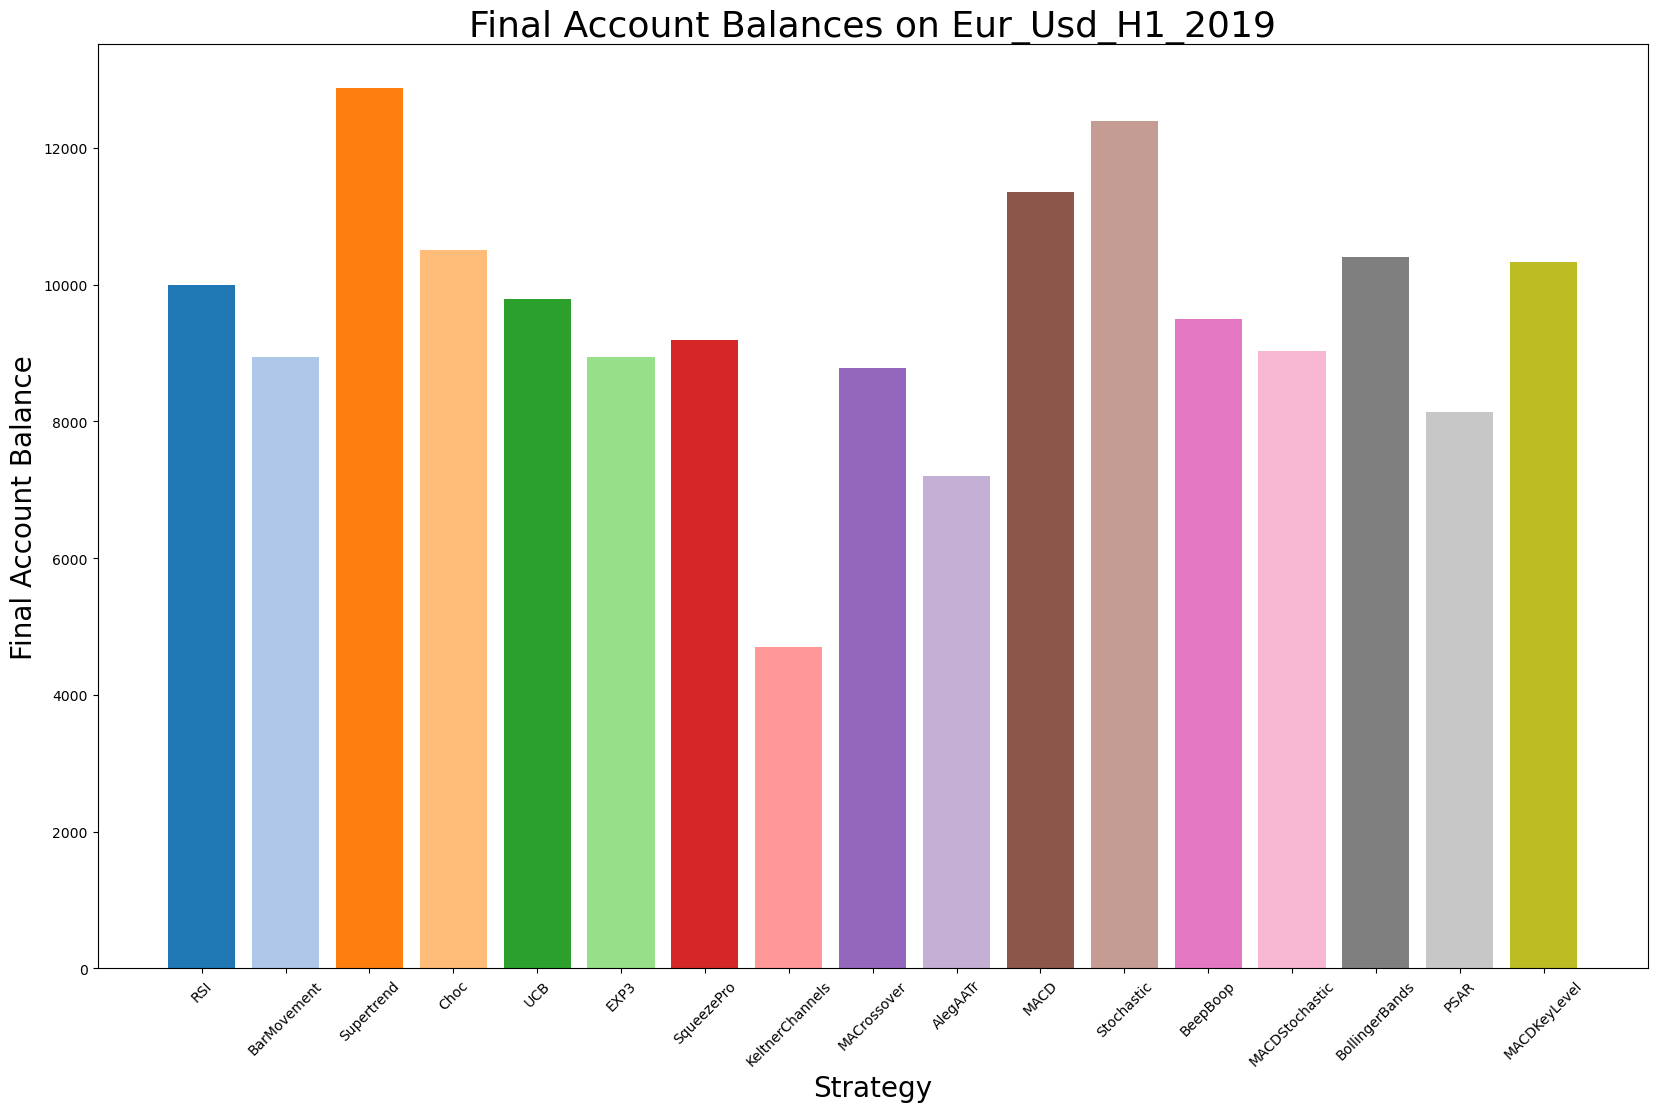 Final Account Balances on Eur_Usd_H1_2019
Final Account Balance
12000
10000
8000
6000
4000
2000
0
RSI
BarMovement
Supertrend
Choc
UCB
EXP3
SqueezePro
KeltnerChannels
MACrossover
AlegAATr
MACD
Stochastic
BeepBoop
MACDStochastic
BollingerBands
PSAR
MACDKeyLevel
Strategy